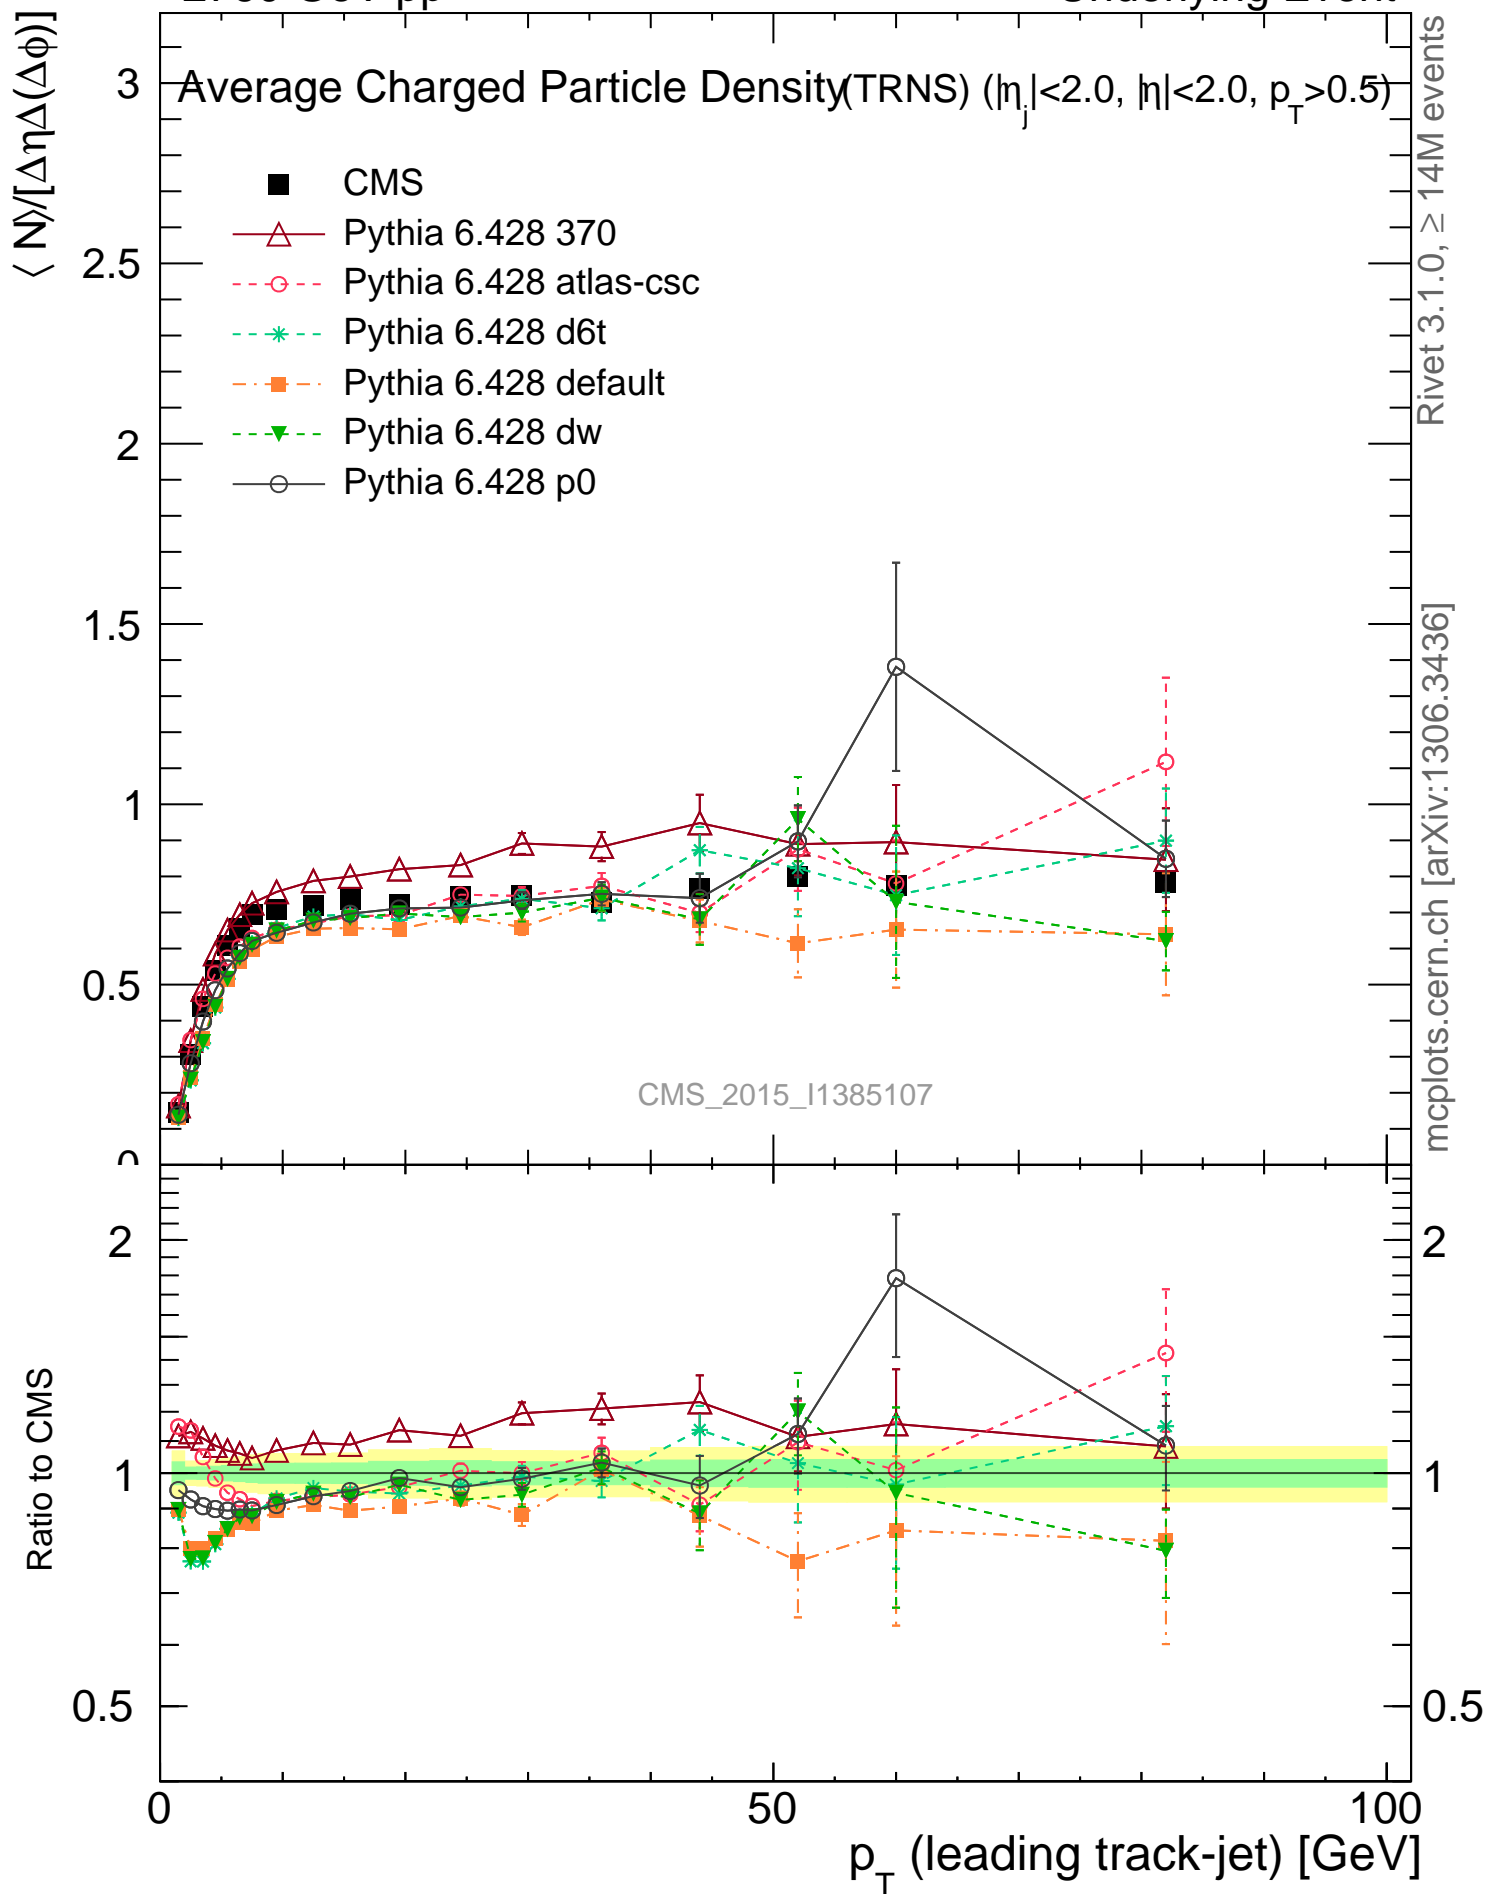 ⟨ N⟩/[ΔηΔ(Δφ)]
Average Charged Particle Density(TRNS) (|η_j|<2.0, |η|<2.0, p_T>0.5)
CMS
Pythia 6.428 370
Pythia 6.428 atlas-csc
Pythia 6.428 d6t
Pythia 6.428 default
Pythia 6.428 dw
Pythia 6.428 p0
3
2.5
2
1.5
1
0.5
0
CMS_2015_I1385107
Rivet 3.1.0, ≥ 14M events
mcplots.cern.ch [arXiv:1306.3436]
Ratio to CMS
2
1
0.5
2
1
0.5
0
50
100
p_T (leading track-jet) [GeV]